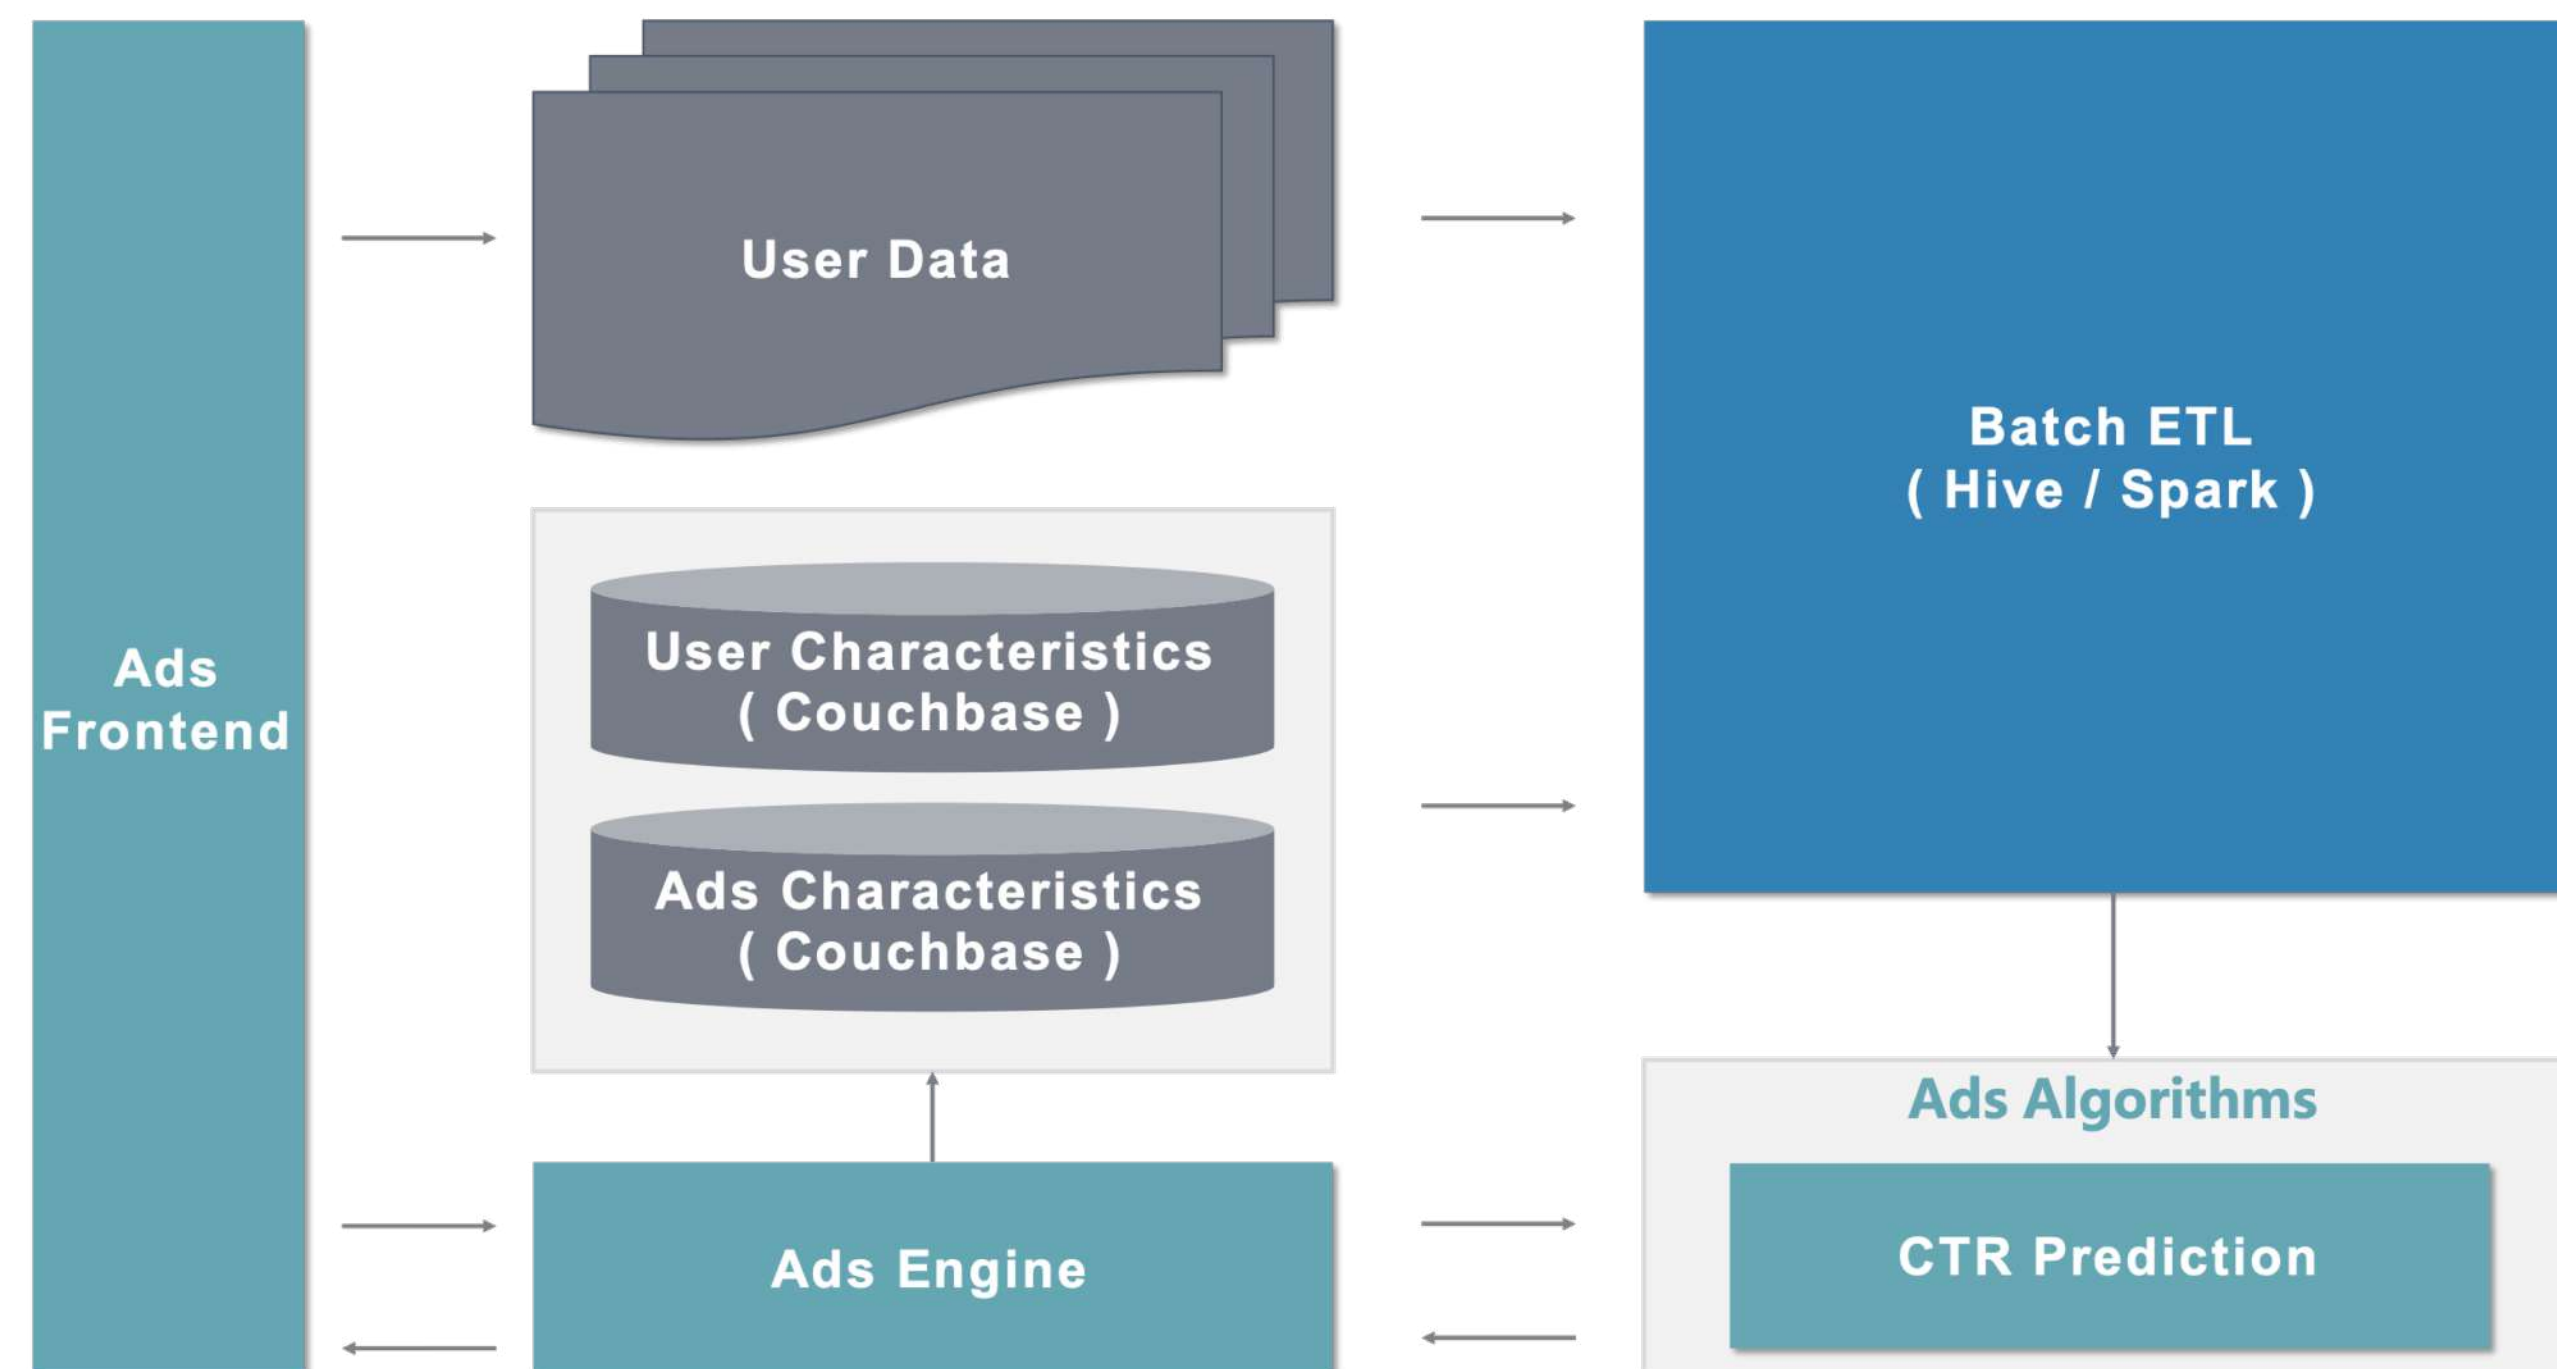 Ads
Frontend
User Data
User Characteristics
( Couchbase )
Ads Characteristics
( Couchbase )
Ads Engine
Batch ETL
( Hive / Spark )
Ads Algorithms
CTR Prediction